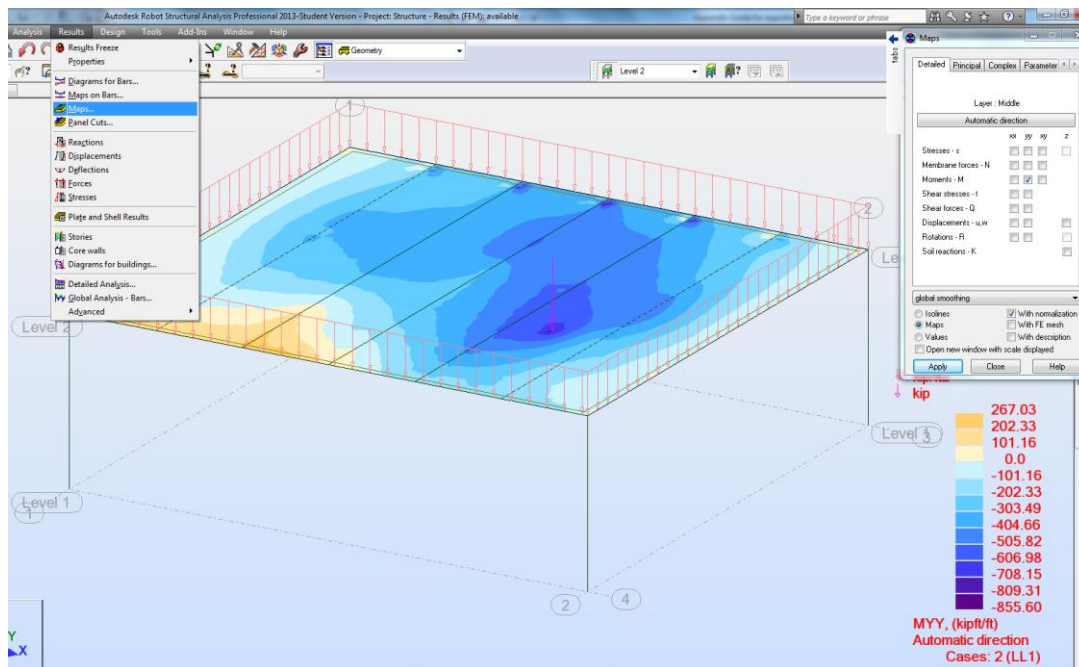 Autodesk Robot Structural Analysis Professional 2013-Student Version - Project: Structure - Results (FEM): available
Type a keyword or phrase
Analysis Results Design Tools Add-Ins Window Help
Results Freeze
Properties
Diagrams for Bars...
Maps on Bars...
Maps...
Panel Cuts...
Reactions
Displacements
Deflections
Forces
Stresses
Plate and Shell Results
Stories
Core walls
Diagrams for buildings...
Detailed Analysis...
Global Analysis - Bars...
Advanced
Geometry
Level 2
tabs
Maps
Detailed Principal Complex Parameter
Layer : Middle
Automatic direction
xx yy xy z
Stresses - s
Membrane forces - N
Moments - M
Shear stresses - t
Shear forces - Q
Displacements - u,w
Rotations - R
Soil reactions - K
global smoothing
Isolines
Maps
Values
With normalization
With FE mesh
With description
Open new window with scale displayed
Apply Close Help
2
Level 2
Level 1
1
Level
3
2
4
kip
267.03
202.33
101.16
0.0
-101.16
-202.33
-303.49
-404.66
-505.82
-606.98
-708.15
-809.31
-855.60
MYY, (kipft/ft)
Automatic direction
Cases: 2 (LL1)
Y
X